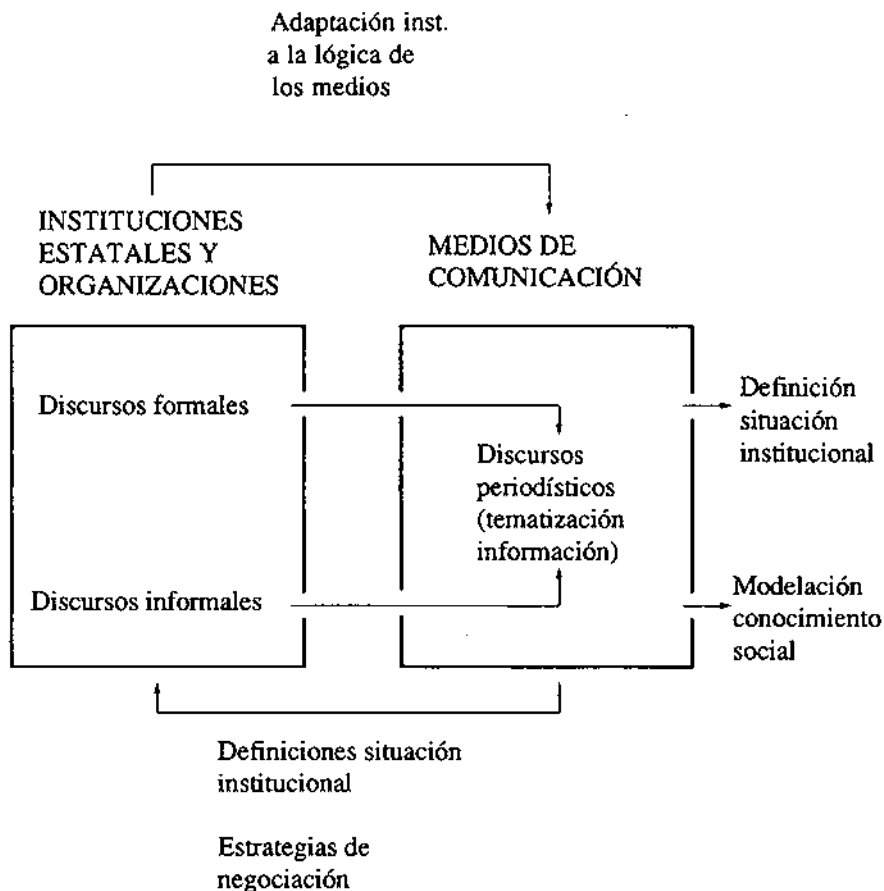 Adaptación inst.
a la lógica de
los medios
INSTITUCIONES
ESTATALES Y
ORGANIZACIONES
MEDIOS DE
COMUNICACIÓN
Discursos formales
Discursos
periodísticos
(tematización
información)
Discursos informales
Definición
situación
institucional
Modelación
conocimiento
social
Definiciones situación
institucional
Estrategias de
negociación